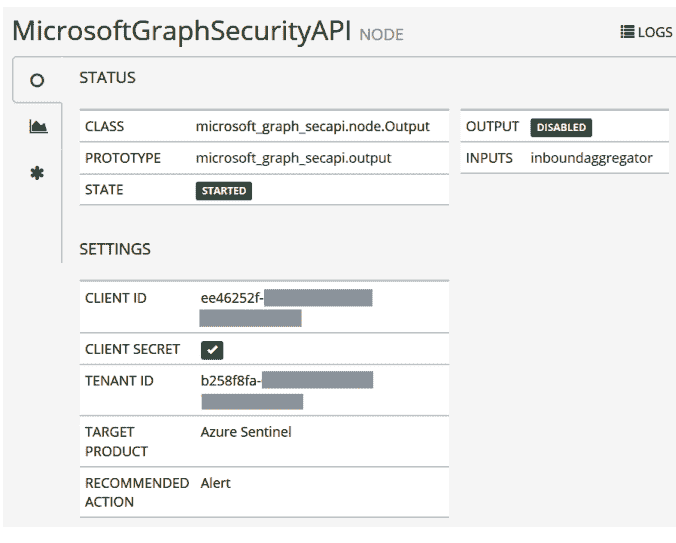 MicrosoftGraphSecurityAPI NODE
LOGS
STATUS
CLASS microsoft_graph_secapi.node.Output
PROTOTYPE microsoft_graph_secapi.output
STATE STARTED
OUTPUT DISABLED
INPUTS inboundaggregator
SETTINGS
CLIENT ID ee46252f-
CLIENT SECRET
TENANT ID b258f8fa-
TARGET Azure Sentinel
PRODUCT
RECOMMENDED Alert
ACTION